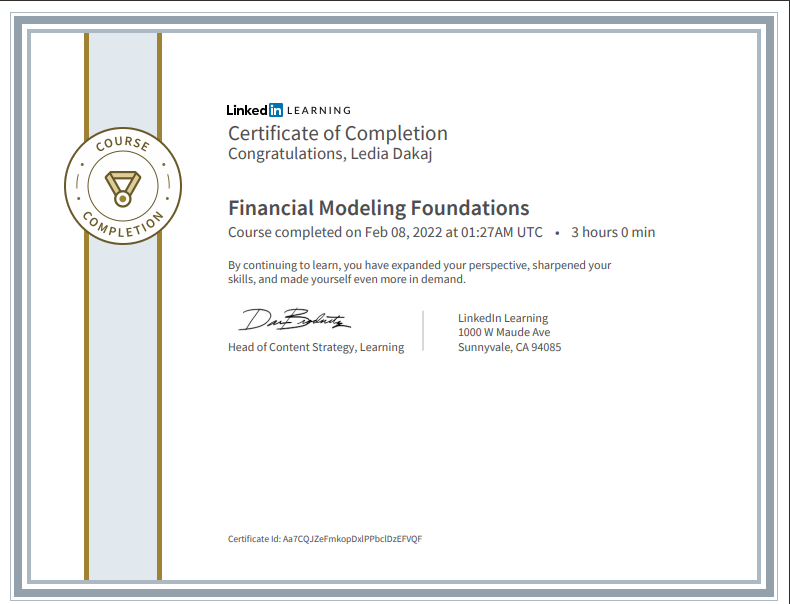 COURSE
COMPLETION
Linked in LEARNING
Certificate of Completion
Congratulations, Ledia Dakaj
Financial Modeling Foundations
Course completed on Feb 08, 2022 at 01:27AM UTC • 3 hours 0 min
By continuing to learn, you have expanded your perspective, sharpened your
skills, and made yourself even more in demand.
Head of Content Strategy, Learning
LinkedIn Learning
1000 W Maude Ave
Sunnyvale, CA 94085
Certificate Id: Aa7CQJZeFmkopDxlPPbclDzEFVQF